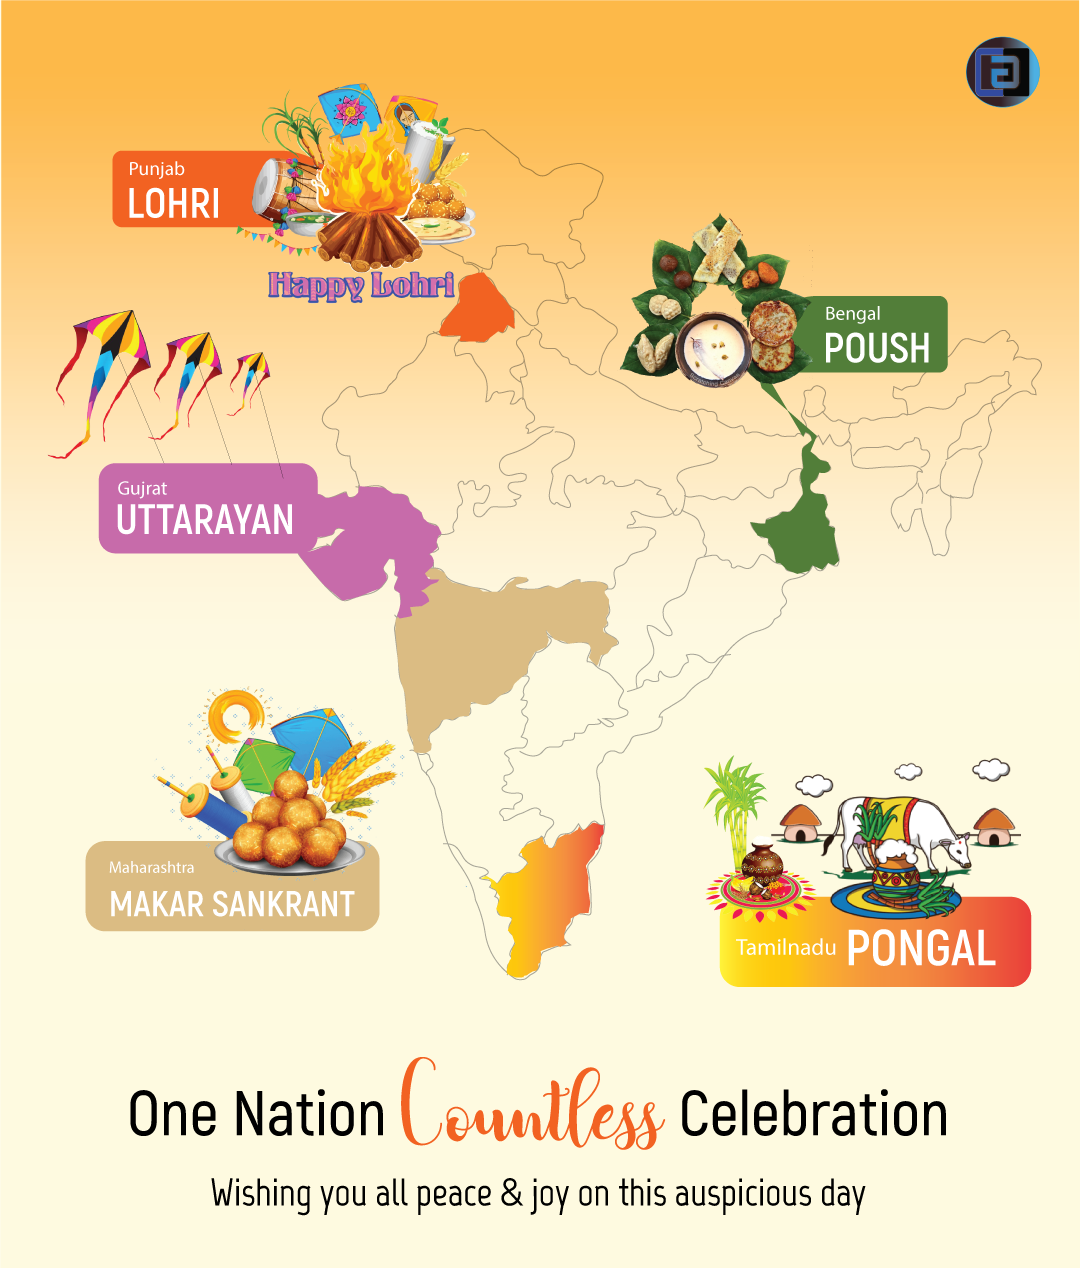 Punjab
LOHRI
Happy Lohri
Bengal
POUSH
Gujrat
UTTARAYAN
Maharashtra
MAKAR SANKRANT
Tamilnadu PONGAL
One Nation Countless Celebration
Wishing you all peace & joy on this auspicious day